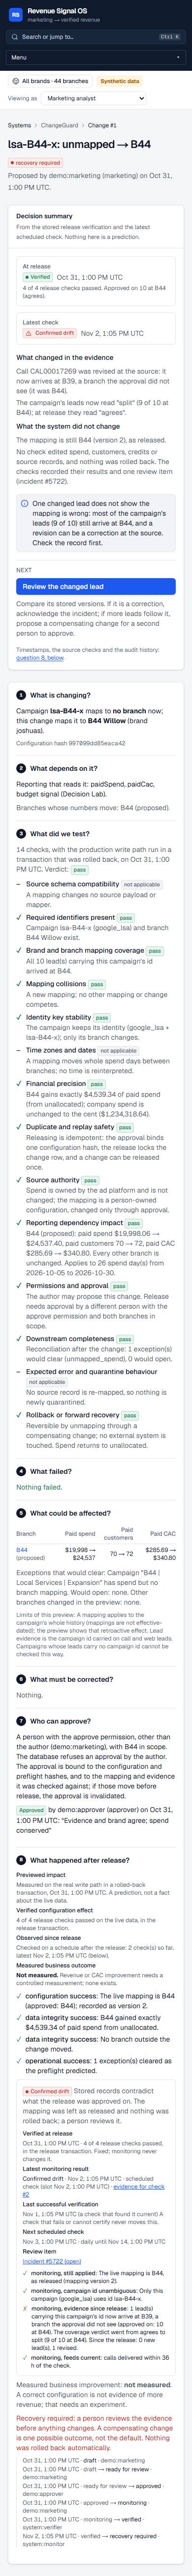 RS
Revenue Signal OS
marketing → verified revenue
Search or jump to...
Ctrl K
Menu
All brands · 44 branches
Synthetic data
Viewing as
Marketing analyst
Systems > ChangeGuard > Change #1
lsa-B44-x: unmapped → B44
recovery required
Proposed by demo:marketing (marketing) on Oct 31,
1:00 PM UTC.
Decision summary
From the stored release verification and the latest
scheduled check. Nothing here is a prediction.
At release
Verified Oct 31, 1:00 PM UTC
4 of 4 release checks passed. Approved on 10 at B44
(agrees).
Latest check
Confirmed drift Nov 2, 1:05 PM UTC
What changed in the evidence
Call CAL00017269 was revised at the source: it
now arrives at B39, a branch the approval did not
see (it was B44).
The campaign's leads now read "split" (9 of 10 at
B44); at release they read "agrees".
What the system did not change
The mapping is still B44 (version 2), as released.
No check edited spend, customers, credits or
source records, and nothing was rolled back. The
checks recorded their results and one review item
(incident #5722).
One changed lead does not show the
mapping is wrong: most of the campaign's
leads (9 of 10) still arrive at B44, and a
revision can be a correction at the source.
Check the record first.
NEXT
Review the changed lead
Compare its stored versions. If it is a correction,
acknowledge the incident; if more leads follow it,
propose a compensating change for a second
person to approve.
Timestamps, the source checks and the audit history:
question 8, below.
1 What is changing?
Campaign lsa-B44-x maps to no branch now;
this change maps it to B44 Willow (brand
joshuas).
Configuration hash 997099dd85eaca42
2 What depends on it?
Reporting that reads it: paidSpend, paidCac,
budget signal (Decision Lab).
Branches whose numbers move: B44 (proposed).
3 What did we test?
14 checks, with the production write path run in a
transaction that was rolled back, on Oct 31, 1:00
PM UTC. Verdict: pass
– Source schema compatibility not applicable
A mapping changes no source payload or
mapper.
✓ Required identifiers present pass
Campaign lsa-B44-x (google_lsa) and branch
B44 Willow exist.
✓ Brand and branch mapping coverage pass
All 10 lead(s) carrying this campaign's id
arrived at B44.
✓ Mapping collisions pass
A new mapping; no other mapping or change
competes.
✓ Identity key stability pass
The campaign keeps its identity (google_lsa +
lsa-B44-x); only its branch changes.
– Time zones and dates not applicable
A mapping moves whole spend days between
branches; no time is reinterpreted.
✓ Financial precision pass
B44 gains exactly $4,539.34 of paid spend
(from unallocated); company spend is
unchanged to the cent ($1,234,318.64).
✓ Duplicate and replay safety pass
Releasing is idempotent: the approval binds
one configuration hash, the release locks the
change row, and a change can be released
once.
✓ Source authority pass
Spend is owned by the ad platform and is not
changed; the mapping is a person-owned
configuration, changed only through approval.
✓ Reporting dependency impact pass
B44 (proposed): paid spend $19,998.06 →
$24,537.40, paid customers 70 → 72, paid CAC
$285.69 → $340.80. Every other branch is
unchanged. Applies to 26 spend day(s) from
2026-10-05 to 2026-10-30.
✓ Permissions and approval pass
The author may propose this change. Release
needs approval by a different person with the
approve permission and both branches in
scope.
✓ Downstream completeness pass
Reconciliation after the change: 1 exception(s)
would clear (unmapped_spend), 0 would open.
– Expected error and quarantine behaviour
not applicable
No source record is re-mapped, so nothing is
newly quarantined.
✓ Rollback or forward recovery pass
Reversible by unmapping through a
compensating change; no external system is
touched. Spend returns to unallocated.
4 What failed?
Nothing failed.
5 What could be affected?
Branch Paid spend Paid customers Paid CAC
B44 (proposed) $19,998 → $24,537 70 → 72 $285.69 → $340.80
Exceptions that would clear: Campaign "B44 |
Local Services | Expansion" has spend but no
branch mapping. Would open: none. Other
branches changed in the preview: none.
Limits of this preview: A mapping applies to the
campaign's whole history (mappings are not effective-
dated); this preview shows the retroactive effect. Lead
evidence is the campaign id carried on call and web leads.
Campaigns whose leads carry no campaign id cannot be
checked this way.
6 What must be corrected?
Nothing.
7 Who can approve?
A person with the approve permission, other than
the author (demo:marketing), with B44 in scope.
The database refuses an approval by the author.
The approval is bound to the configuration and
preflight hashes, and to the mapping and evidence
it was checked against; if those move before
release, the approval is invalidated.
Approved by demo:approver (approver) on Oct 31,
1:00 PM UTC: "Evidence and brand agree; spend
conserved"
8 What happened after release?
Previewed impact
Measured on the real write path in a rolled-back
transaction, Oct 31, 1:00 PM UTC. A prediction, not a fact
about the live data.
Verified configuration effect
4 of 4 release checks passed on the live data, in the
release transaction.
Observed since release
Checked on a schedule after the release: 2 check(s) so far,
latest Nov 2, 1:05 PM UTC (below).
Measured business outcome
Not measured. Revenue or CAC improvement needs a
controlled measurement; none exists.
✓ configuration success: The live mapping is B44
(approved: B44); recorded as version 2.
✓ data integrity success: B44 gained exactly
$4,539.34 of paid spend from unallocated.
✓ data integrity success: No branch outside the
change moved.
✓ operational success: 1 exception(s) cleared as
the preflight predicted.
Confirmed drift Stored records contradict
what the release was approved on. The
mapping was left as released and nothing was
rolled back; a person reviews it.
Verified at release
Oct 31, 1:00 PM UTC · 4 of 4 release checks passed,
in the release transaction. Fixed; monitoring never
changes it.
Latest monitoring result
Confirmed drift · Nov 2, 1:05 PM UTC · scheduled
check (slot Nov 2, 1:00 PM UTC) · evidence for check
#2
Last successful verification
Nov 1, 1:05 PM UTC (a check that found it current) A
check that fails or cannot certify never moves this.
Next scheduled check
Nov 3, 1:00 PM UTC · daily until Nov 14, 1:00 PM UTC
Review item
Incident #5722 (open)
✓ monitoring, still applied: The live mapping is B44,
as released (mapping version 2).
✓ monitoring, campaign id unambiguous: Only this
campaign (google_lsa) uses id lsa-B44-x.
✗ monitoring, evidence since release: 1 lead(s)
carrying this campaign's id now arrive at B39, a
branch the approval did not see (approved on: 10
at B44). The coverage verdict went from agrees to
split (9 of 10 at B44). Since the release: 0 new
lead(s), 1 revised.
✓ monitoring, feeds current: calls delivered within 36
h of the check.
Measured business improvement: not measured.
A correct configuration is not evidence of more
revenue; that needs an experiment.
Recovery required: a person reviews the evidence
before anything changes. A compensating change
is one possible outcome, not the default. Nothing
was rolled back automatically.
Oct 31, 1:00 PM UTC · draft · demo:marketing
Oct 31, 1:00 PM UTC · draft → ready for review ·
demo:marketing
Oct 31, 1:00 PM UTC · ready for review → approved ·
demo:approver
Oct 31, 1:00 PM UTC · approved → monitoring ·
demo:marketing
Oct 31, 1:00 PM UTC · monitoring → verified ·
system:verifier
Nov 2, 1:05 PM UTC · verified → recovery required ·
system:monitor